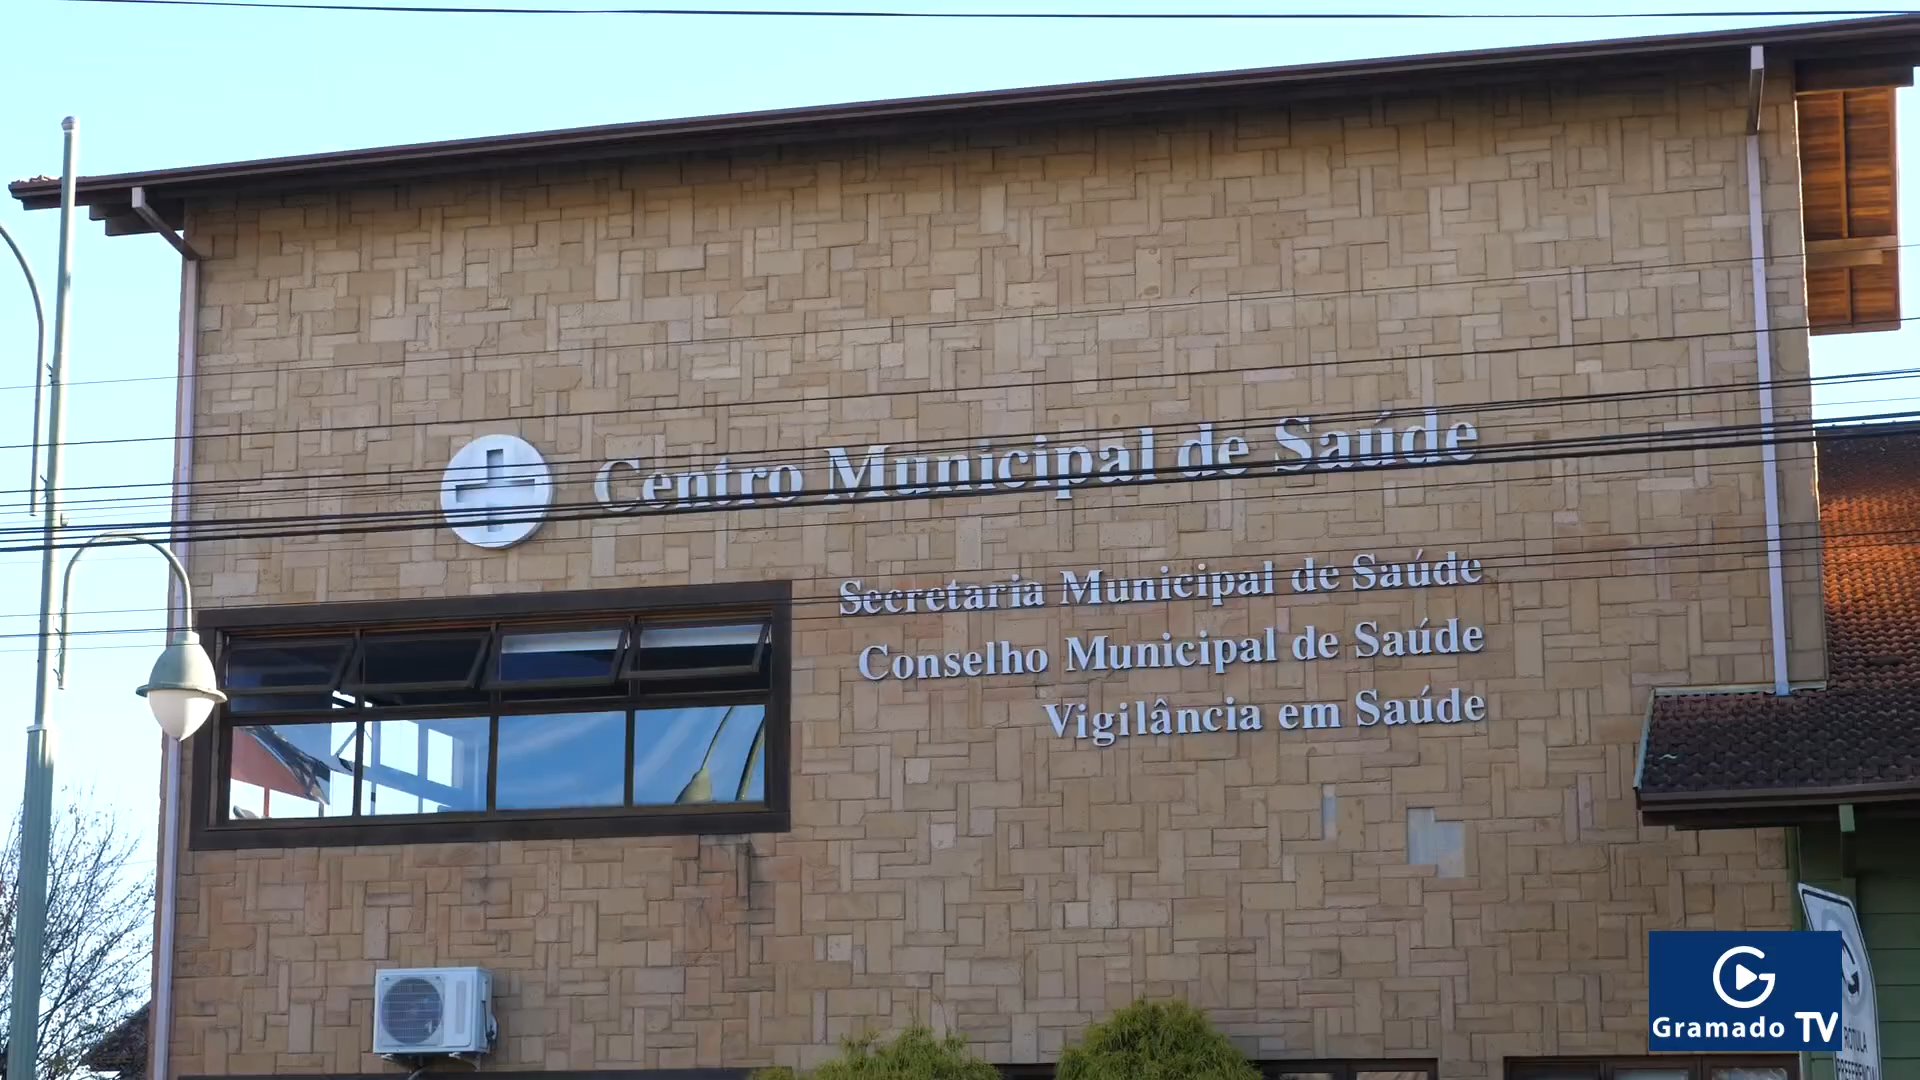 Centro Municipal de Saúde
Secretaria Municipal de Saúde
Conselho Municipal de Saúde
Vigilância em Saúde
Gramado TV